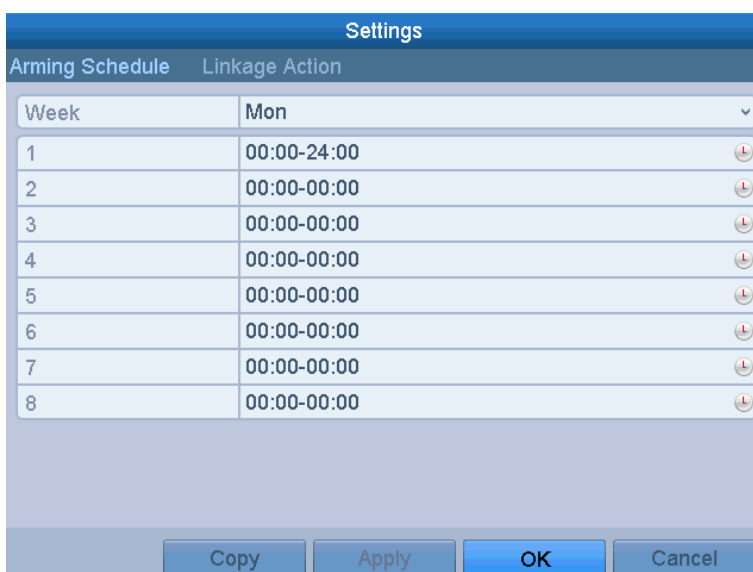 Settings
Arming Schedule Linkage Action
Week Mon
1 00:00-24:00
2 00:00-00:00
3 00:00-00:00
4 00:00-00:00
5 00:00-00:00
6 00:00-00:00
7 00:00-00:00
8 00:00-00:00
Copy Apply OK Cancel